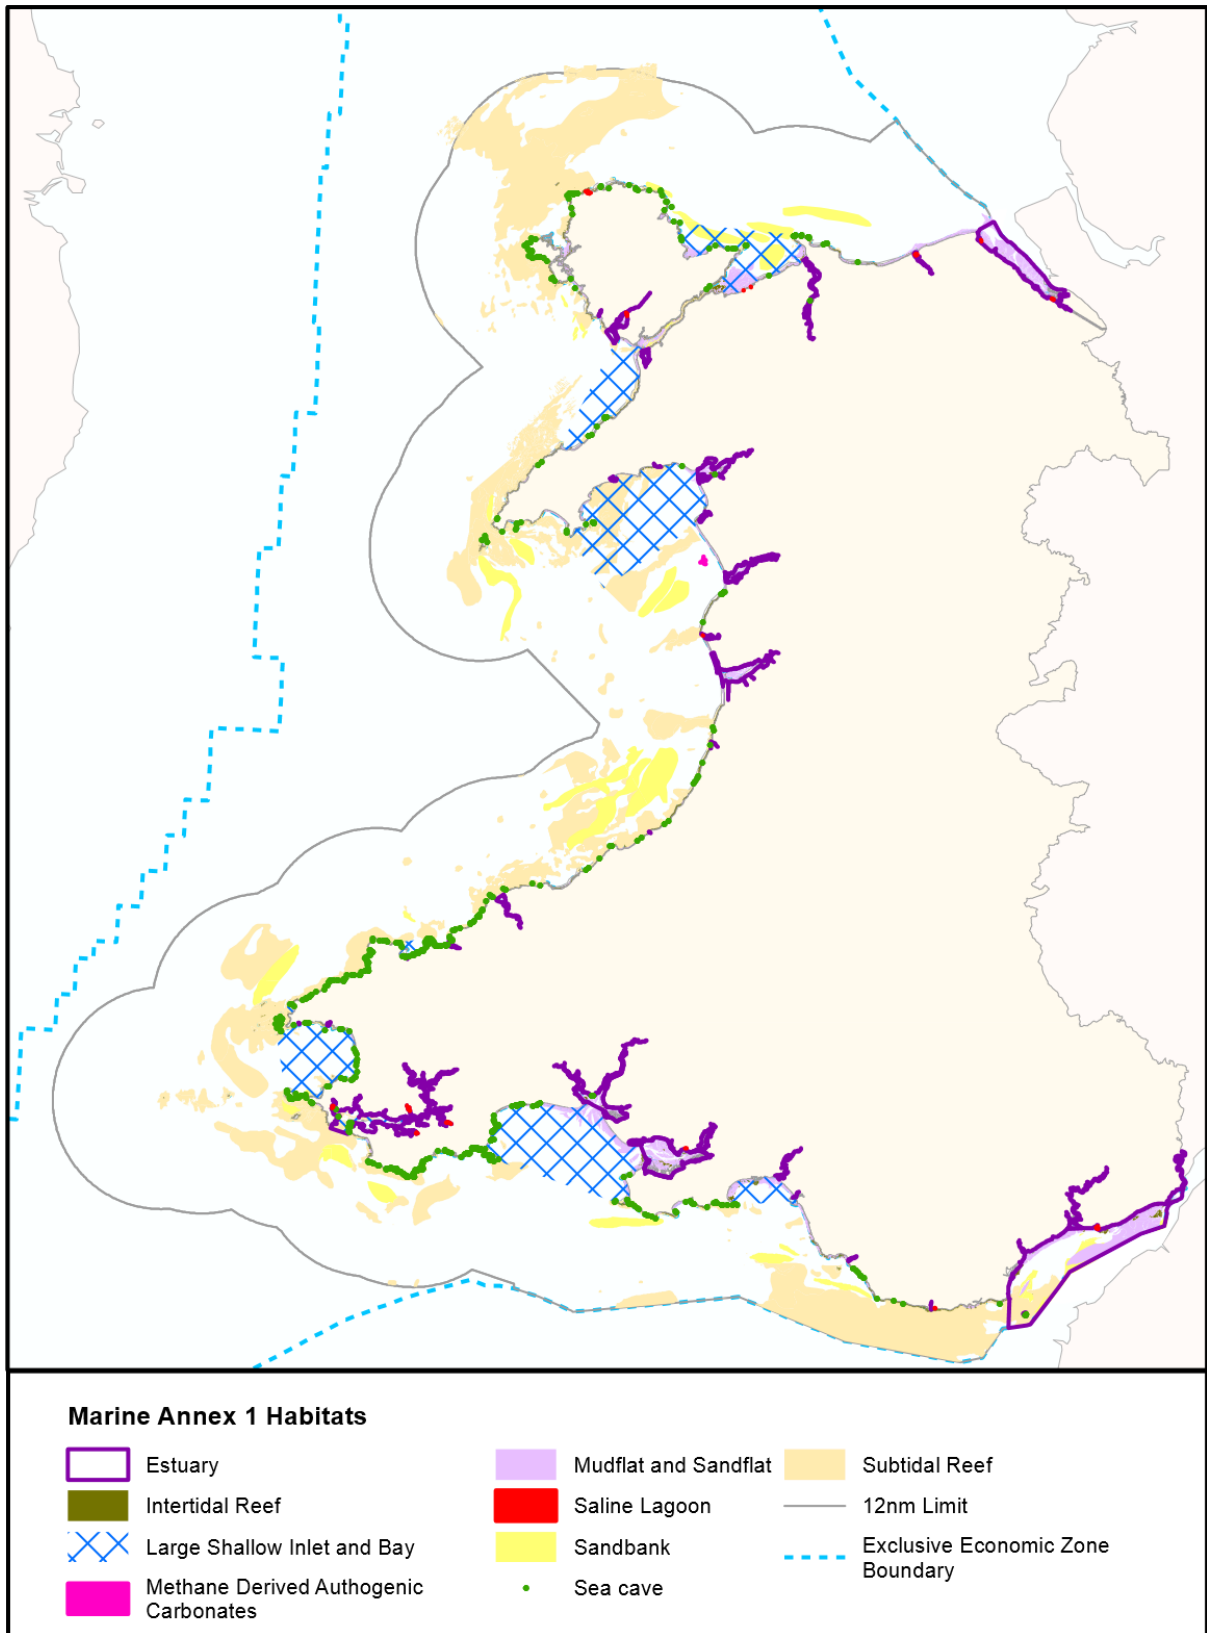 Marine Annex 1 Habitats
Estuary
Intertidal Reef
Large Shallow Inlet and Bay
Methane Derived Authogenic
Carbonates
Mudflat and Sandflat
Saline Lagoon
Sandbank
Sea cave
Subtidal Reef
12nm Limit
Exclusive Economic Zone
Boundary